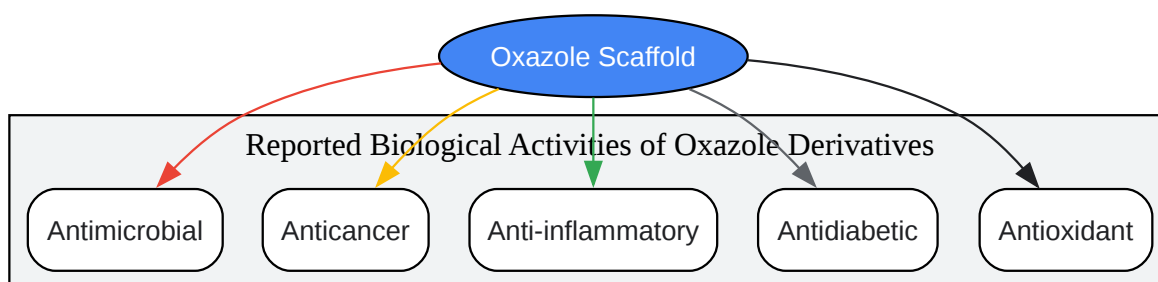 Oxazole Scaffold
Reported Biological Activities of Oxazole Derivatives
Antimicrobial
Anticancer
Anti-inflammatory
Antidiabetic
Antioxidant